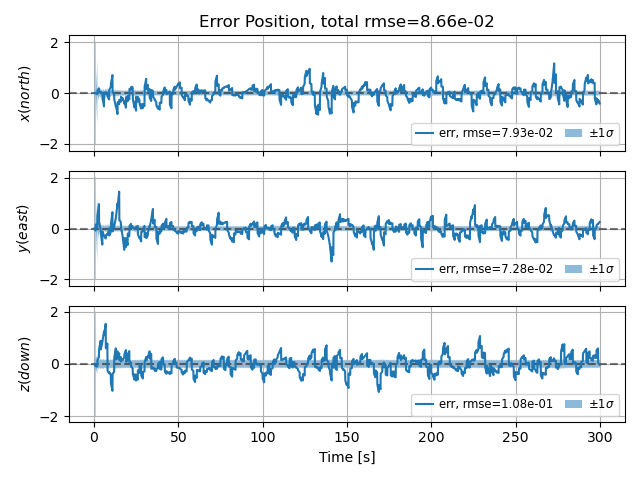 Error Position, total rmse=8.66e-02
x(north)
2
0
−2
err, rmse=7.93e-02 ±1σ
y(east)
2
0
−2
err, rmse=7.28e-02 ±1σ
z(down)
2
0
−2
err, rmse=1.08e-01 ±1σ
0 50 100 150 200 250 300
Time [s]